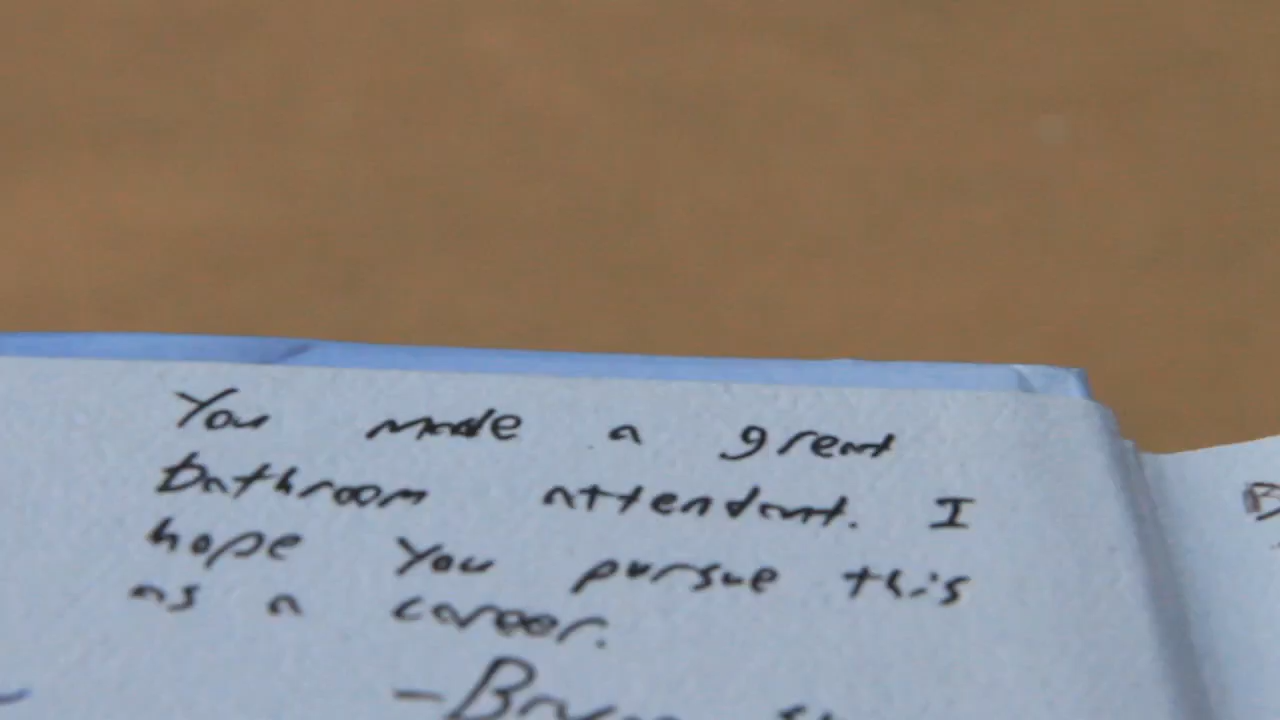 You made a great
bathroom attendant. I
hope you pursue this
as a career.